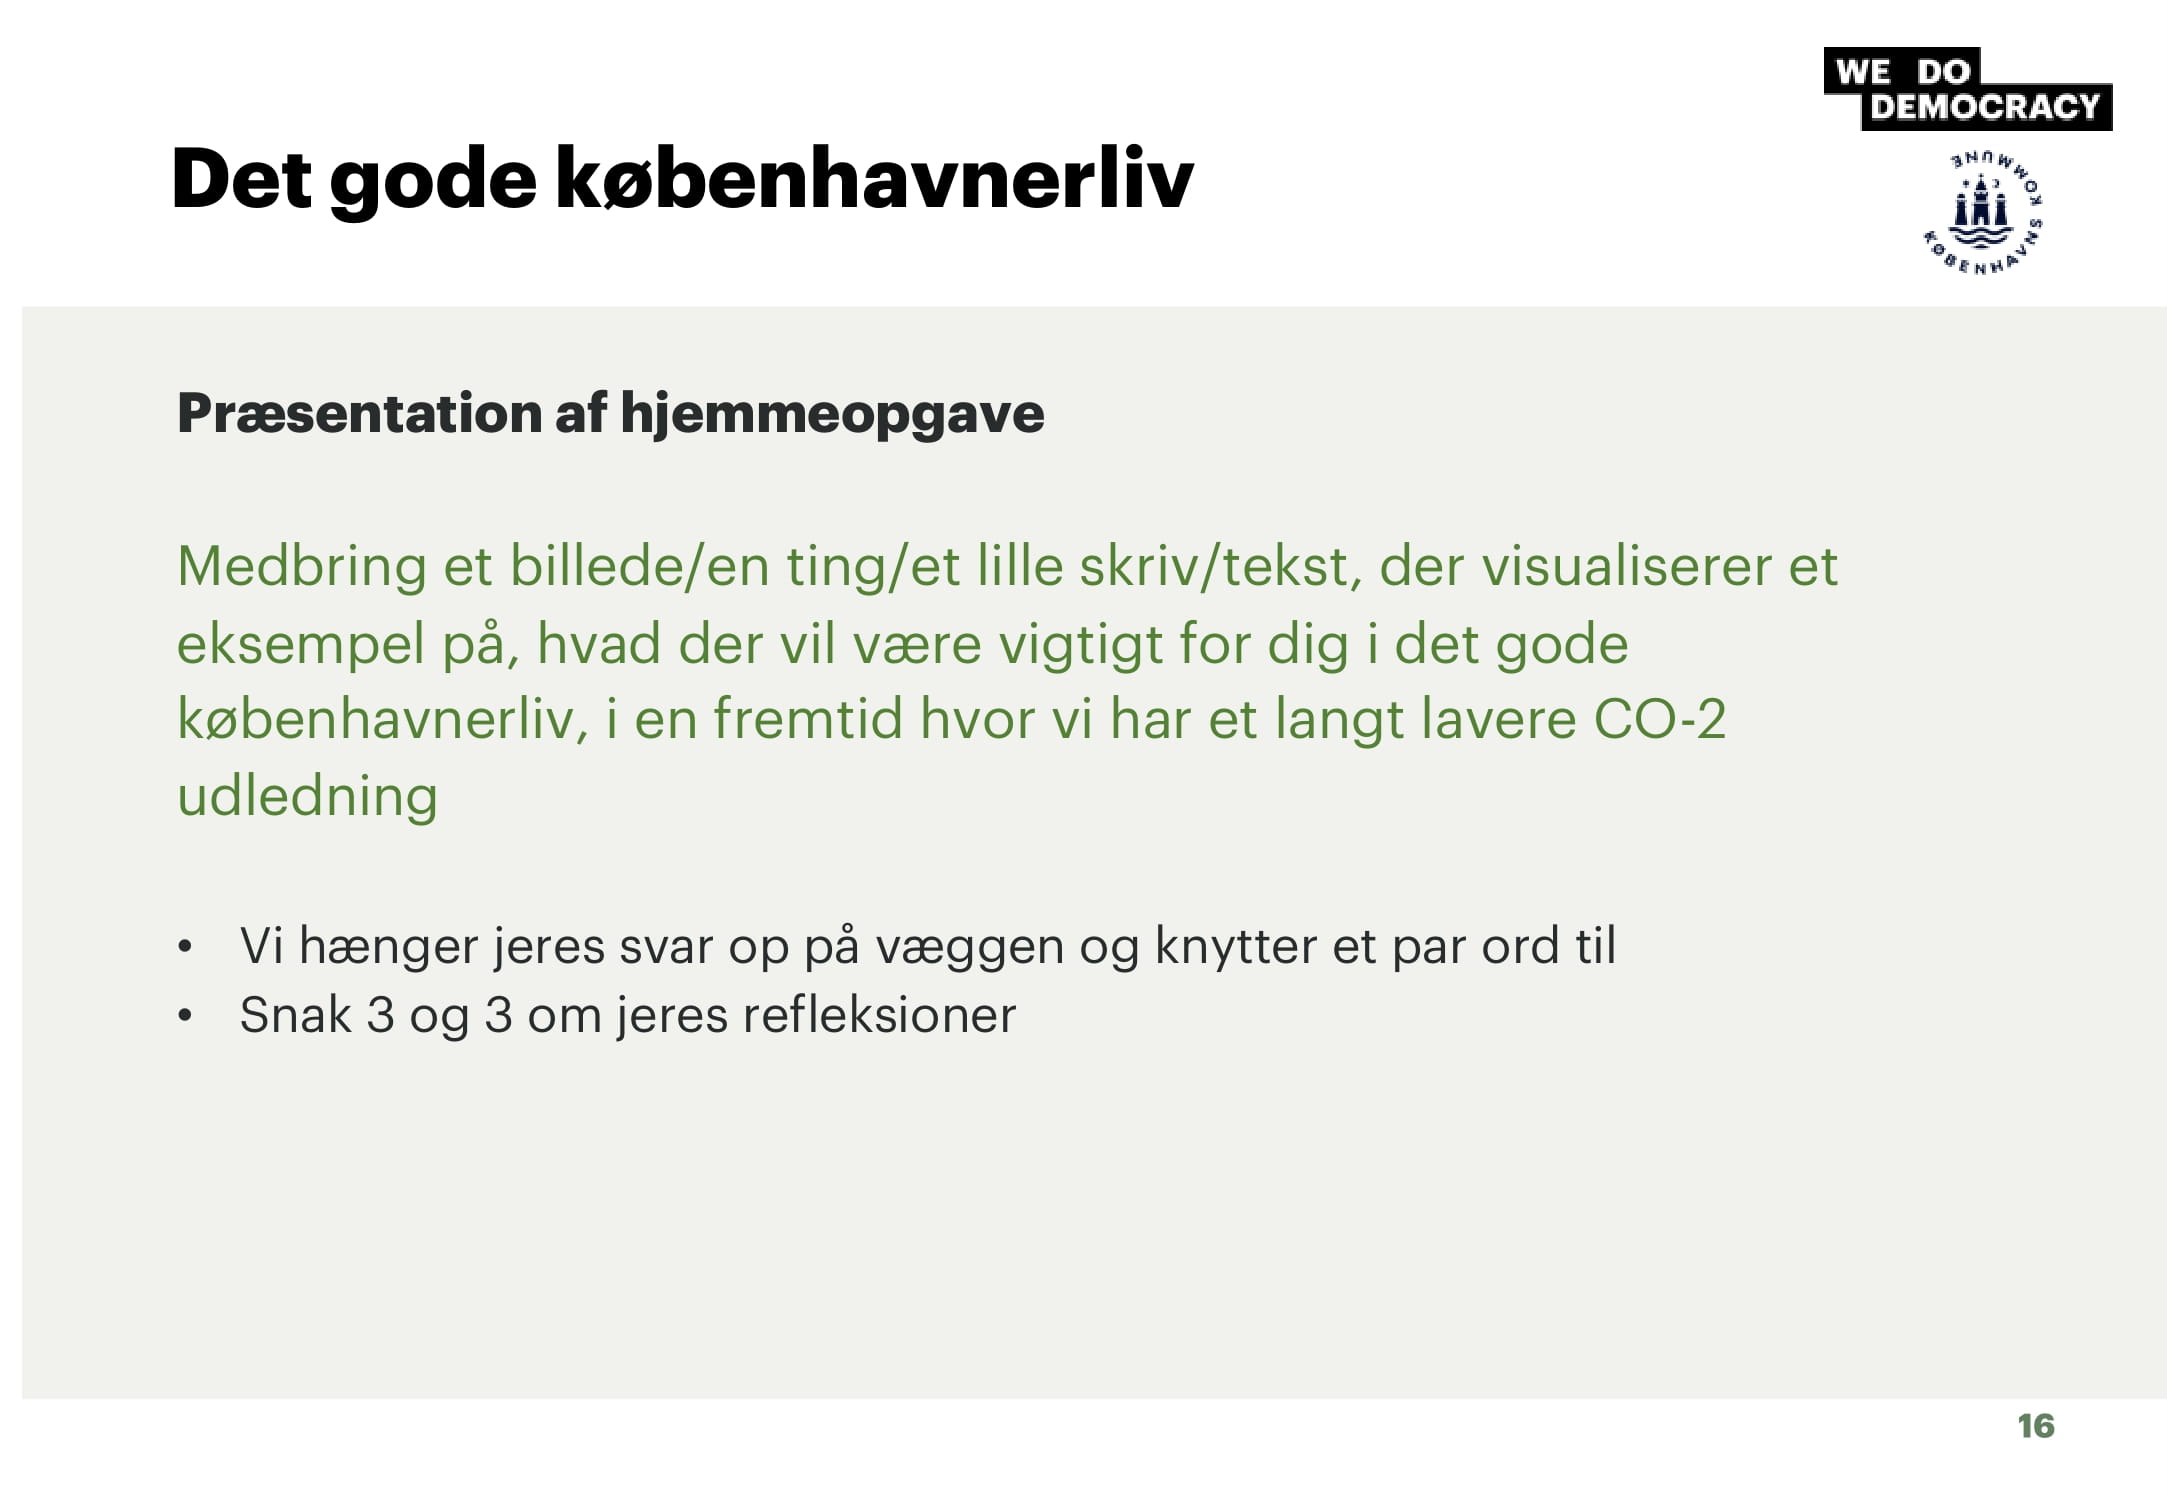 WE DO
DEMOCRACY
KØBENHAVNS KOMMUNE
Det gode københavnerliv
Præsentation af hjemmeopgave
Medbring et billede/en ting/et lille skriv/tekst, der visualiserer et
eksempel på, hvad der vil være vigtigt for dig i det gode
københavnerliv, i en fremtid hvor vi har et langt lavere CO-2
udledning
• Vi hænger jeres svar op på væggen og knytter et par ord til
• Snak 3 og 3 om jeres refleksioner
16